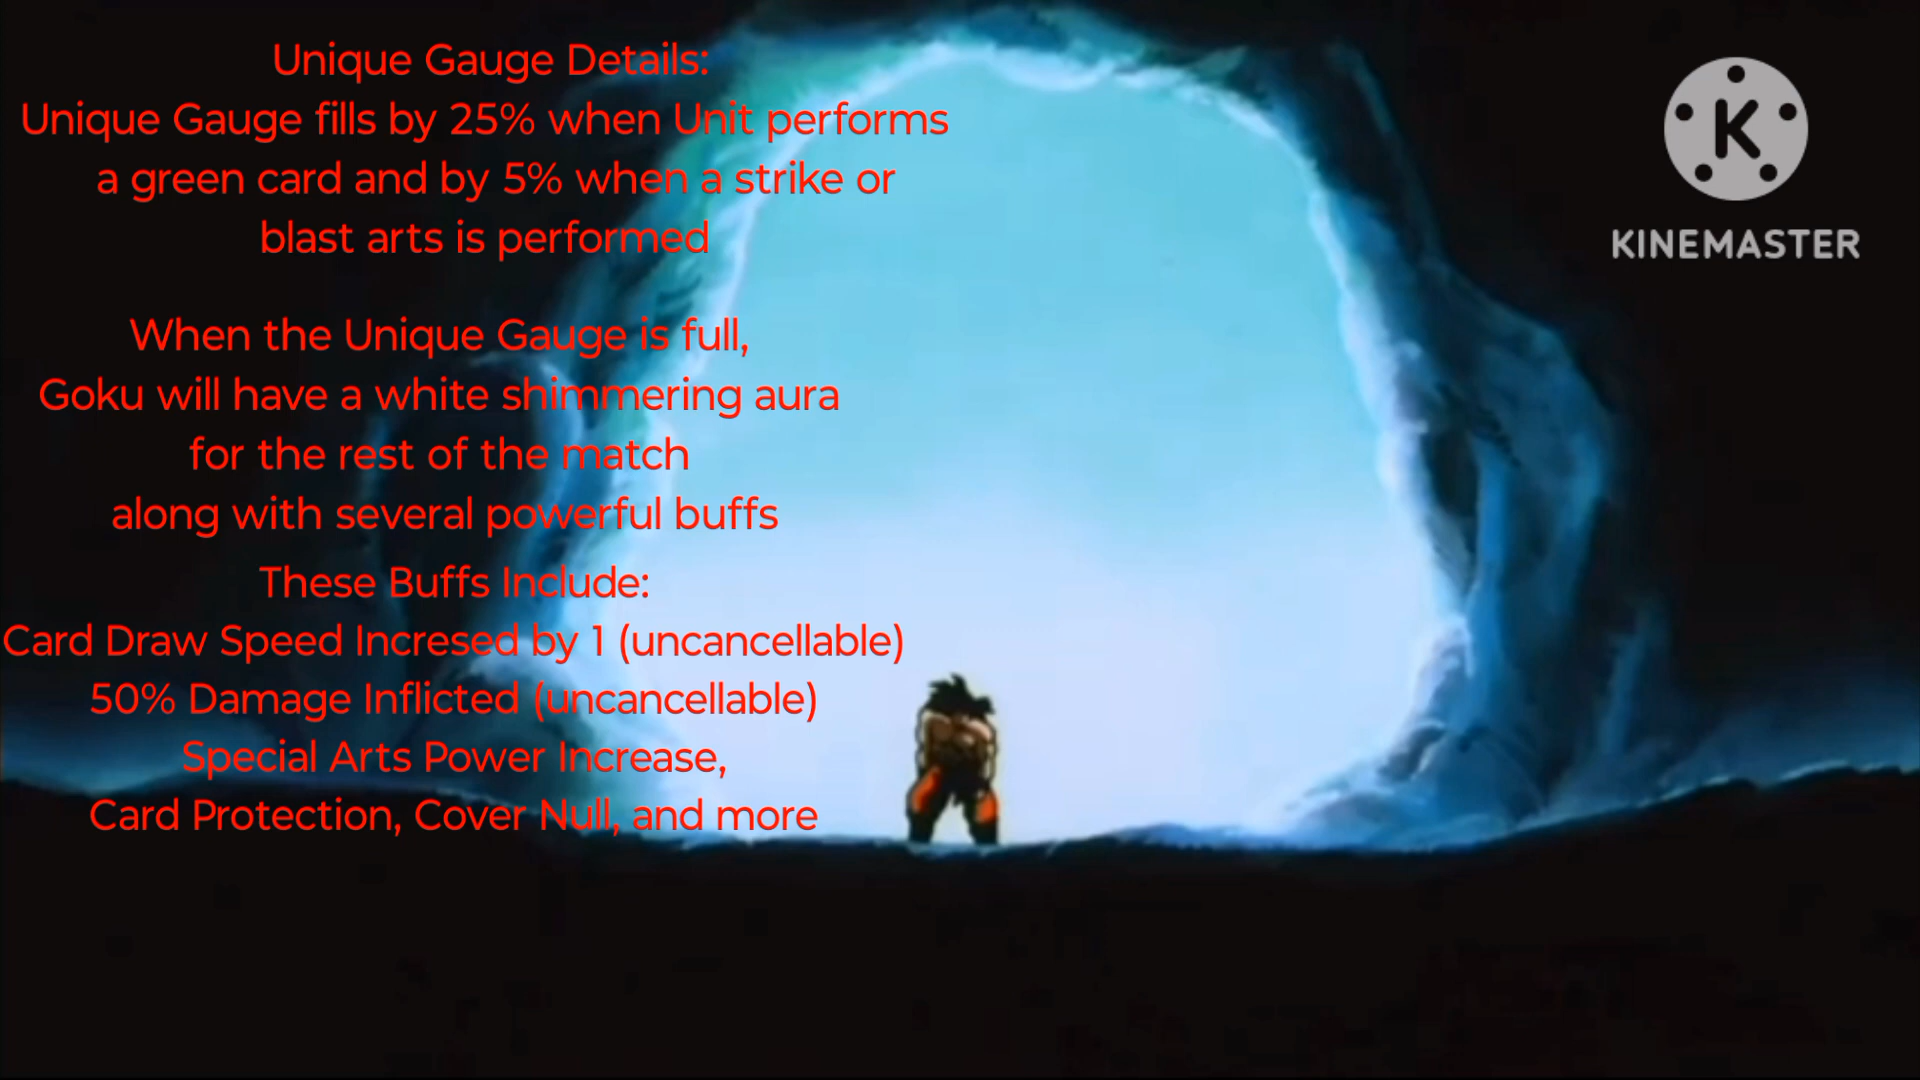 Unique Gauge Details:
Unique Gauge fills by 25% when Unit performs
a green card and by 5% when a strike or
blast arts is performed
When the Unique Gauge is full,
Goku will have a white shimmering aura
for the rest of the match
along with several powerful buffs
These Buffs Include:
Card Draw Speed Incresed by 1 (uncancellable)
50% Damage Inflicted (uncancellable)
Special Arts Power Increase,
Card Protection, Cover Null, and more
K
KINEMASTER